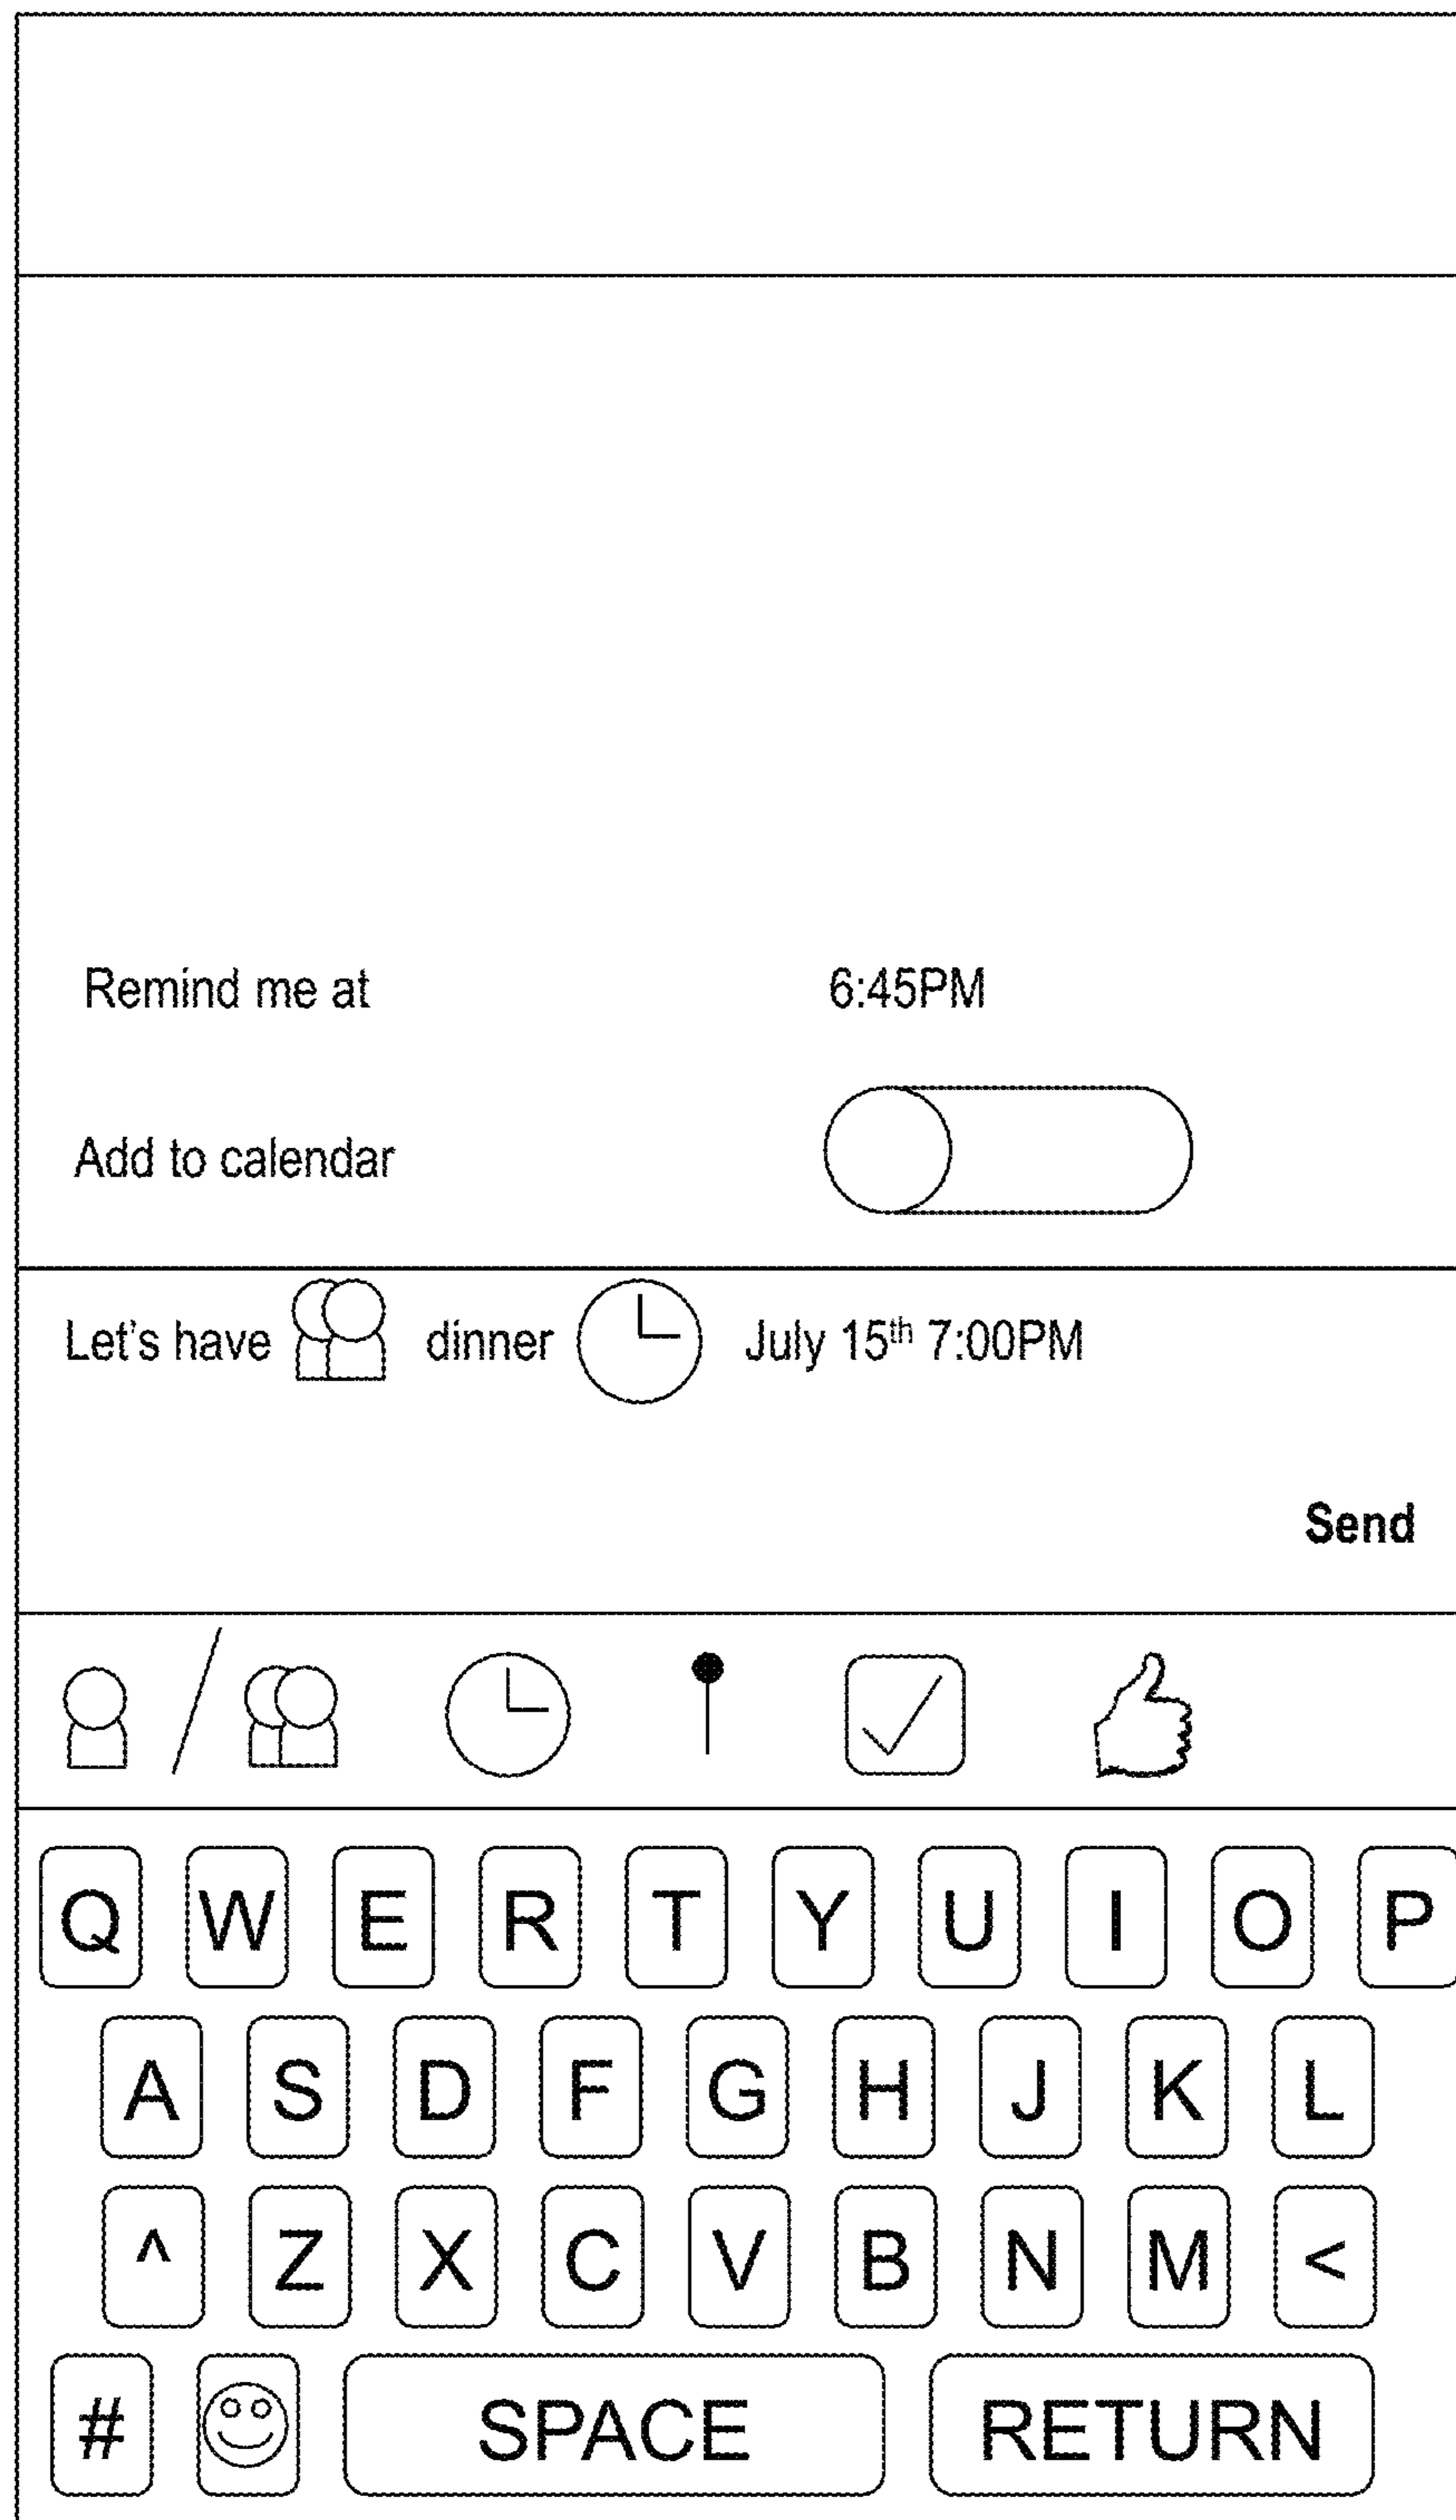 Remind me at 6:45PM
Add to calendar
Let's have dinner July 15th 7:00PM
Send
Q W E R T Y U I O P
A S D F G H J K L
^ Z X C V B N M <
# SPACE RETURN